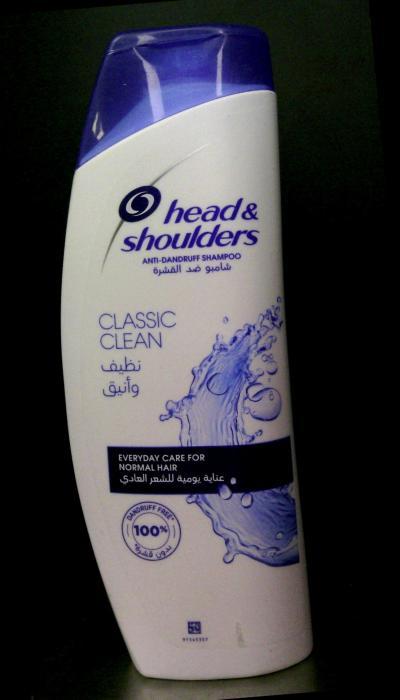 head &
shoulders
ANTI-DANDRUFF SHAMPOO
شامبو ضد القشرة
CLASSIC
CLEAN
نظيف
وأنيق
EVERYDAY CARE FOR
NORMAL HAIR
عناية يومية للشعر العادي
DANDRUFF FREE*
100%
بدون قشرة*